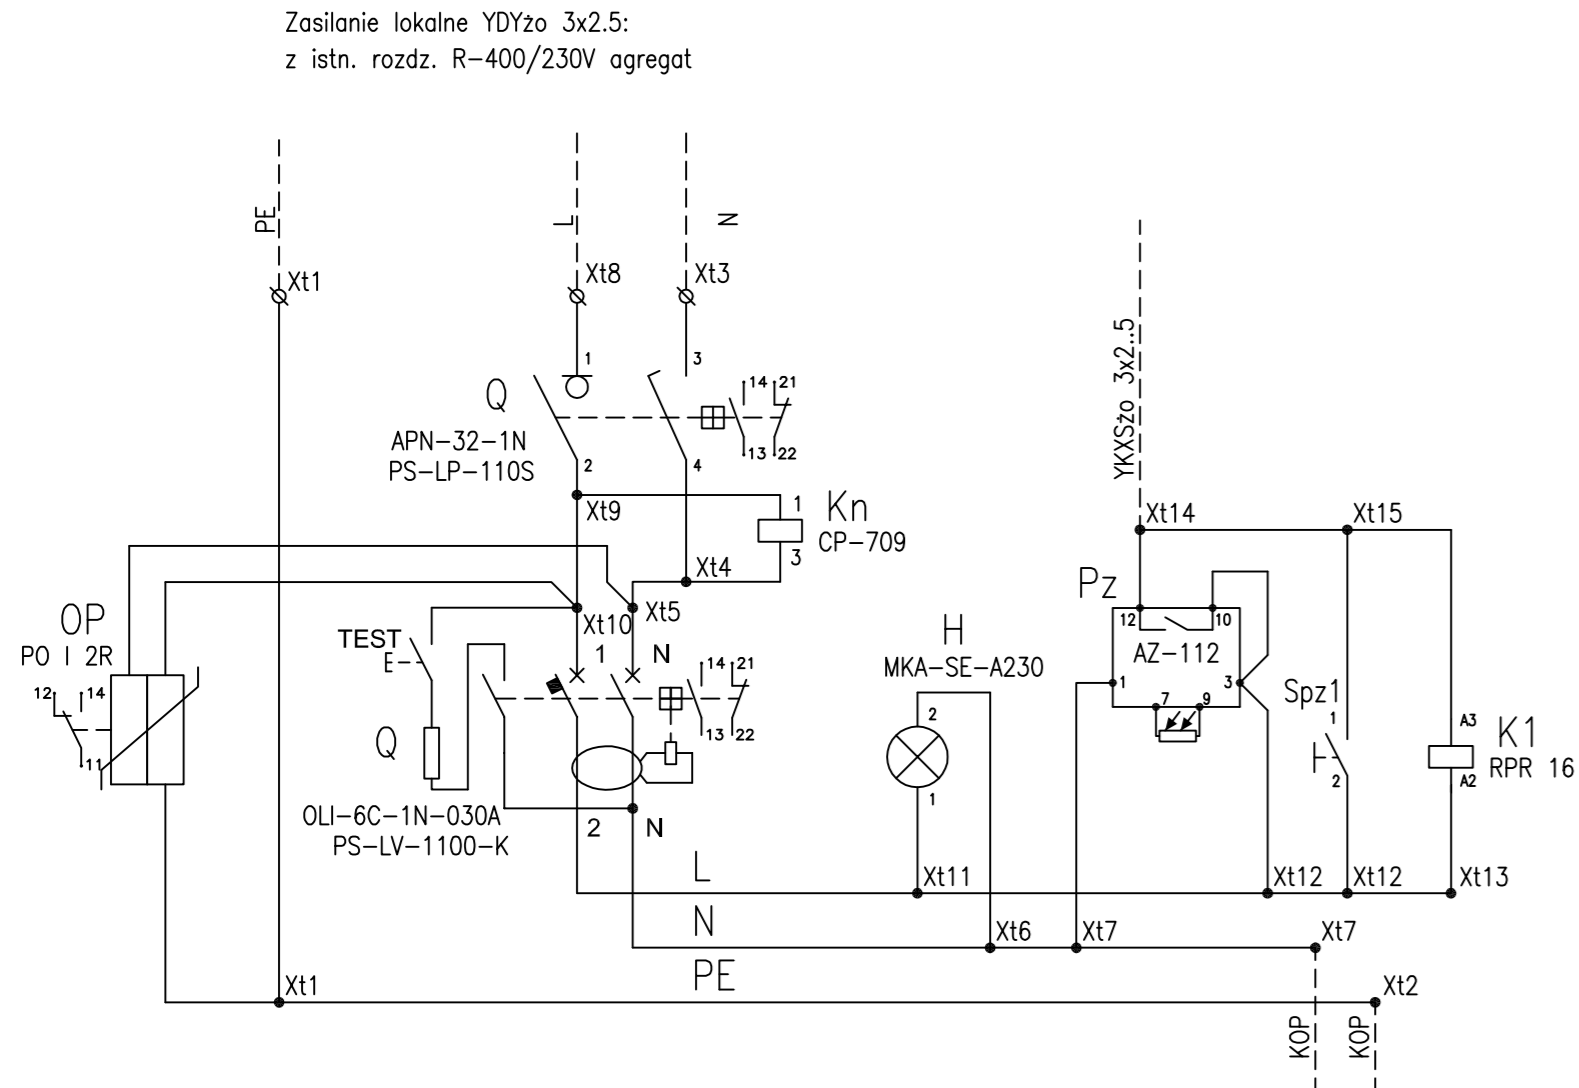 Zasilanie lokalne YDYżo 3x2.5:
z istn. rozdz. R-400/230V agregat
PE
L
N
Xt1
Xt8
Xt3
YKXSżo 3x2..5
1
3
Q
14
21
APN-32-1N
PS-LP-110S
2
4
13
22
Xt9
1
Kn
CP-709
3
Xt14
Xt15
Xt4
Pz
OP
PO I 2R
Xt10
Xt5
12
10
TEST
E
1
N
14
21
H
MKA-SE-A230
AZ-112
1
3
7
9
Spz1
1
2
12
14
11
Q
13
22
2
1
A3
K1
RPR 16
A2
OLI-6C-1N-030A
PS-LV-1100-K
2
N
L
Xt11
Xt12
Xt12
Xt13
N
Xt6
Xt7
Xt7
PE
Xt1
Xt2
KOP
KOP